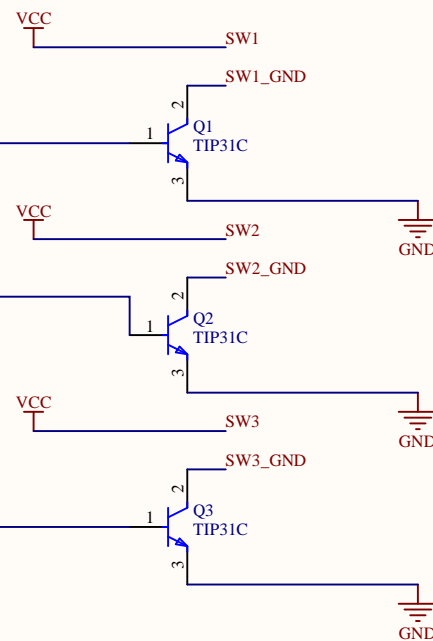 VCC
SW1
SW1_GND
2
1
Q1
TIP31C
3
GND
VCC
SW2
SW2_GND
2
1
Q2
TIP31C
3
GND
VCC
SW3
SW3_GND
2
1
Q3
TIP31C
3
GND